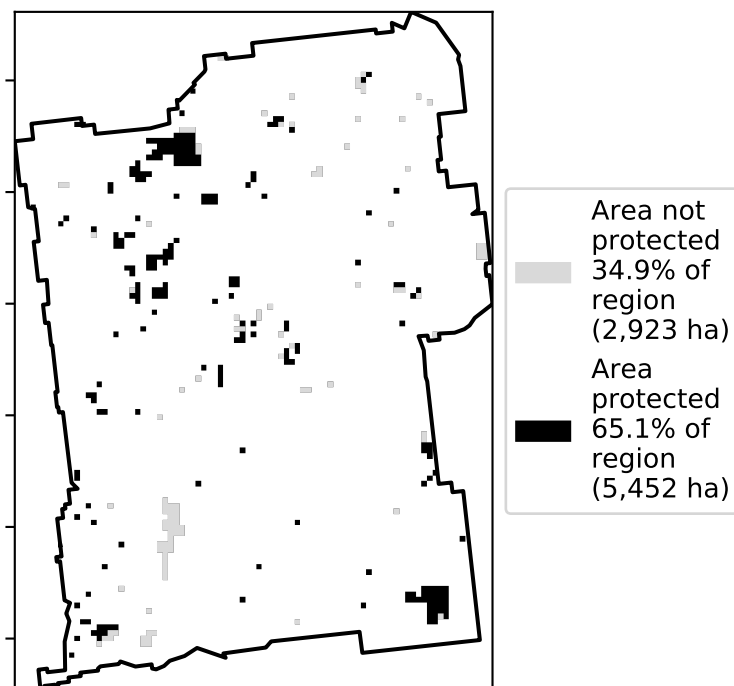 Area not
protected
34.9% of
region
(2,923 ha)
Area
protected
65.1% of
region
(5,452 ha)